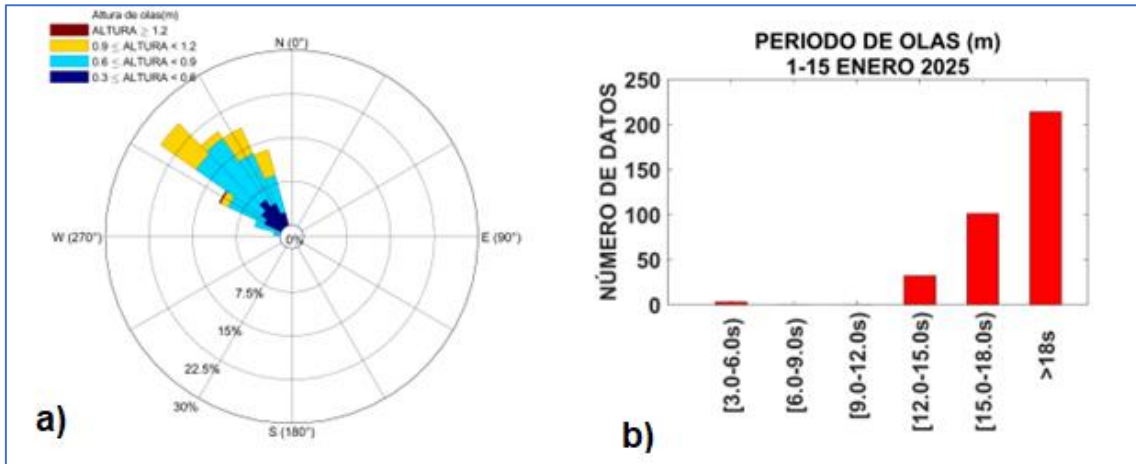 Altura de olas(m)
ALTURA ≥ 1.2
0.9 ≤ ALTURA < 1.2
0.6 ≤ ALTURA < 0.9
0.3 ≤ ALTURA < 0.6
N (0°)
W (270°)
E (90°)
S (180°)
0%
7.5%
15%
22.5%
30%
a)
PERIODO DE OLAS (m)
1-15 ENERO 2025
NÚMERO DE DATOS
250
200
150
100
50
0
[3.0-6.0s)
[6.0-9.0s)
[9.0-12.0s)
[12.0-15.0s)
[15.0-18.0s)
>18s
b)